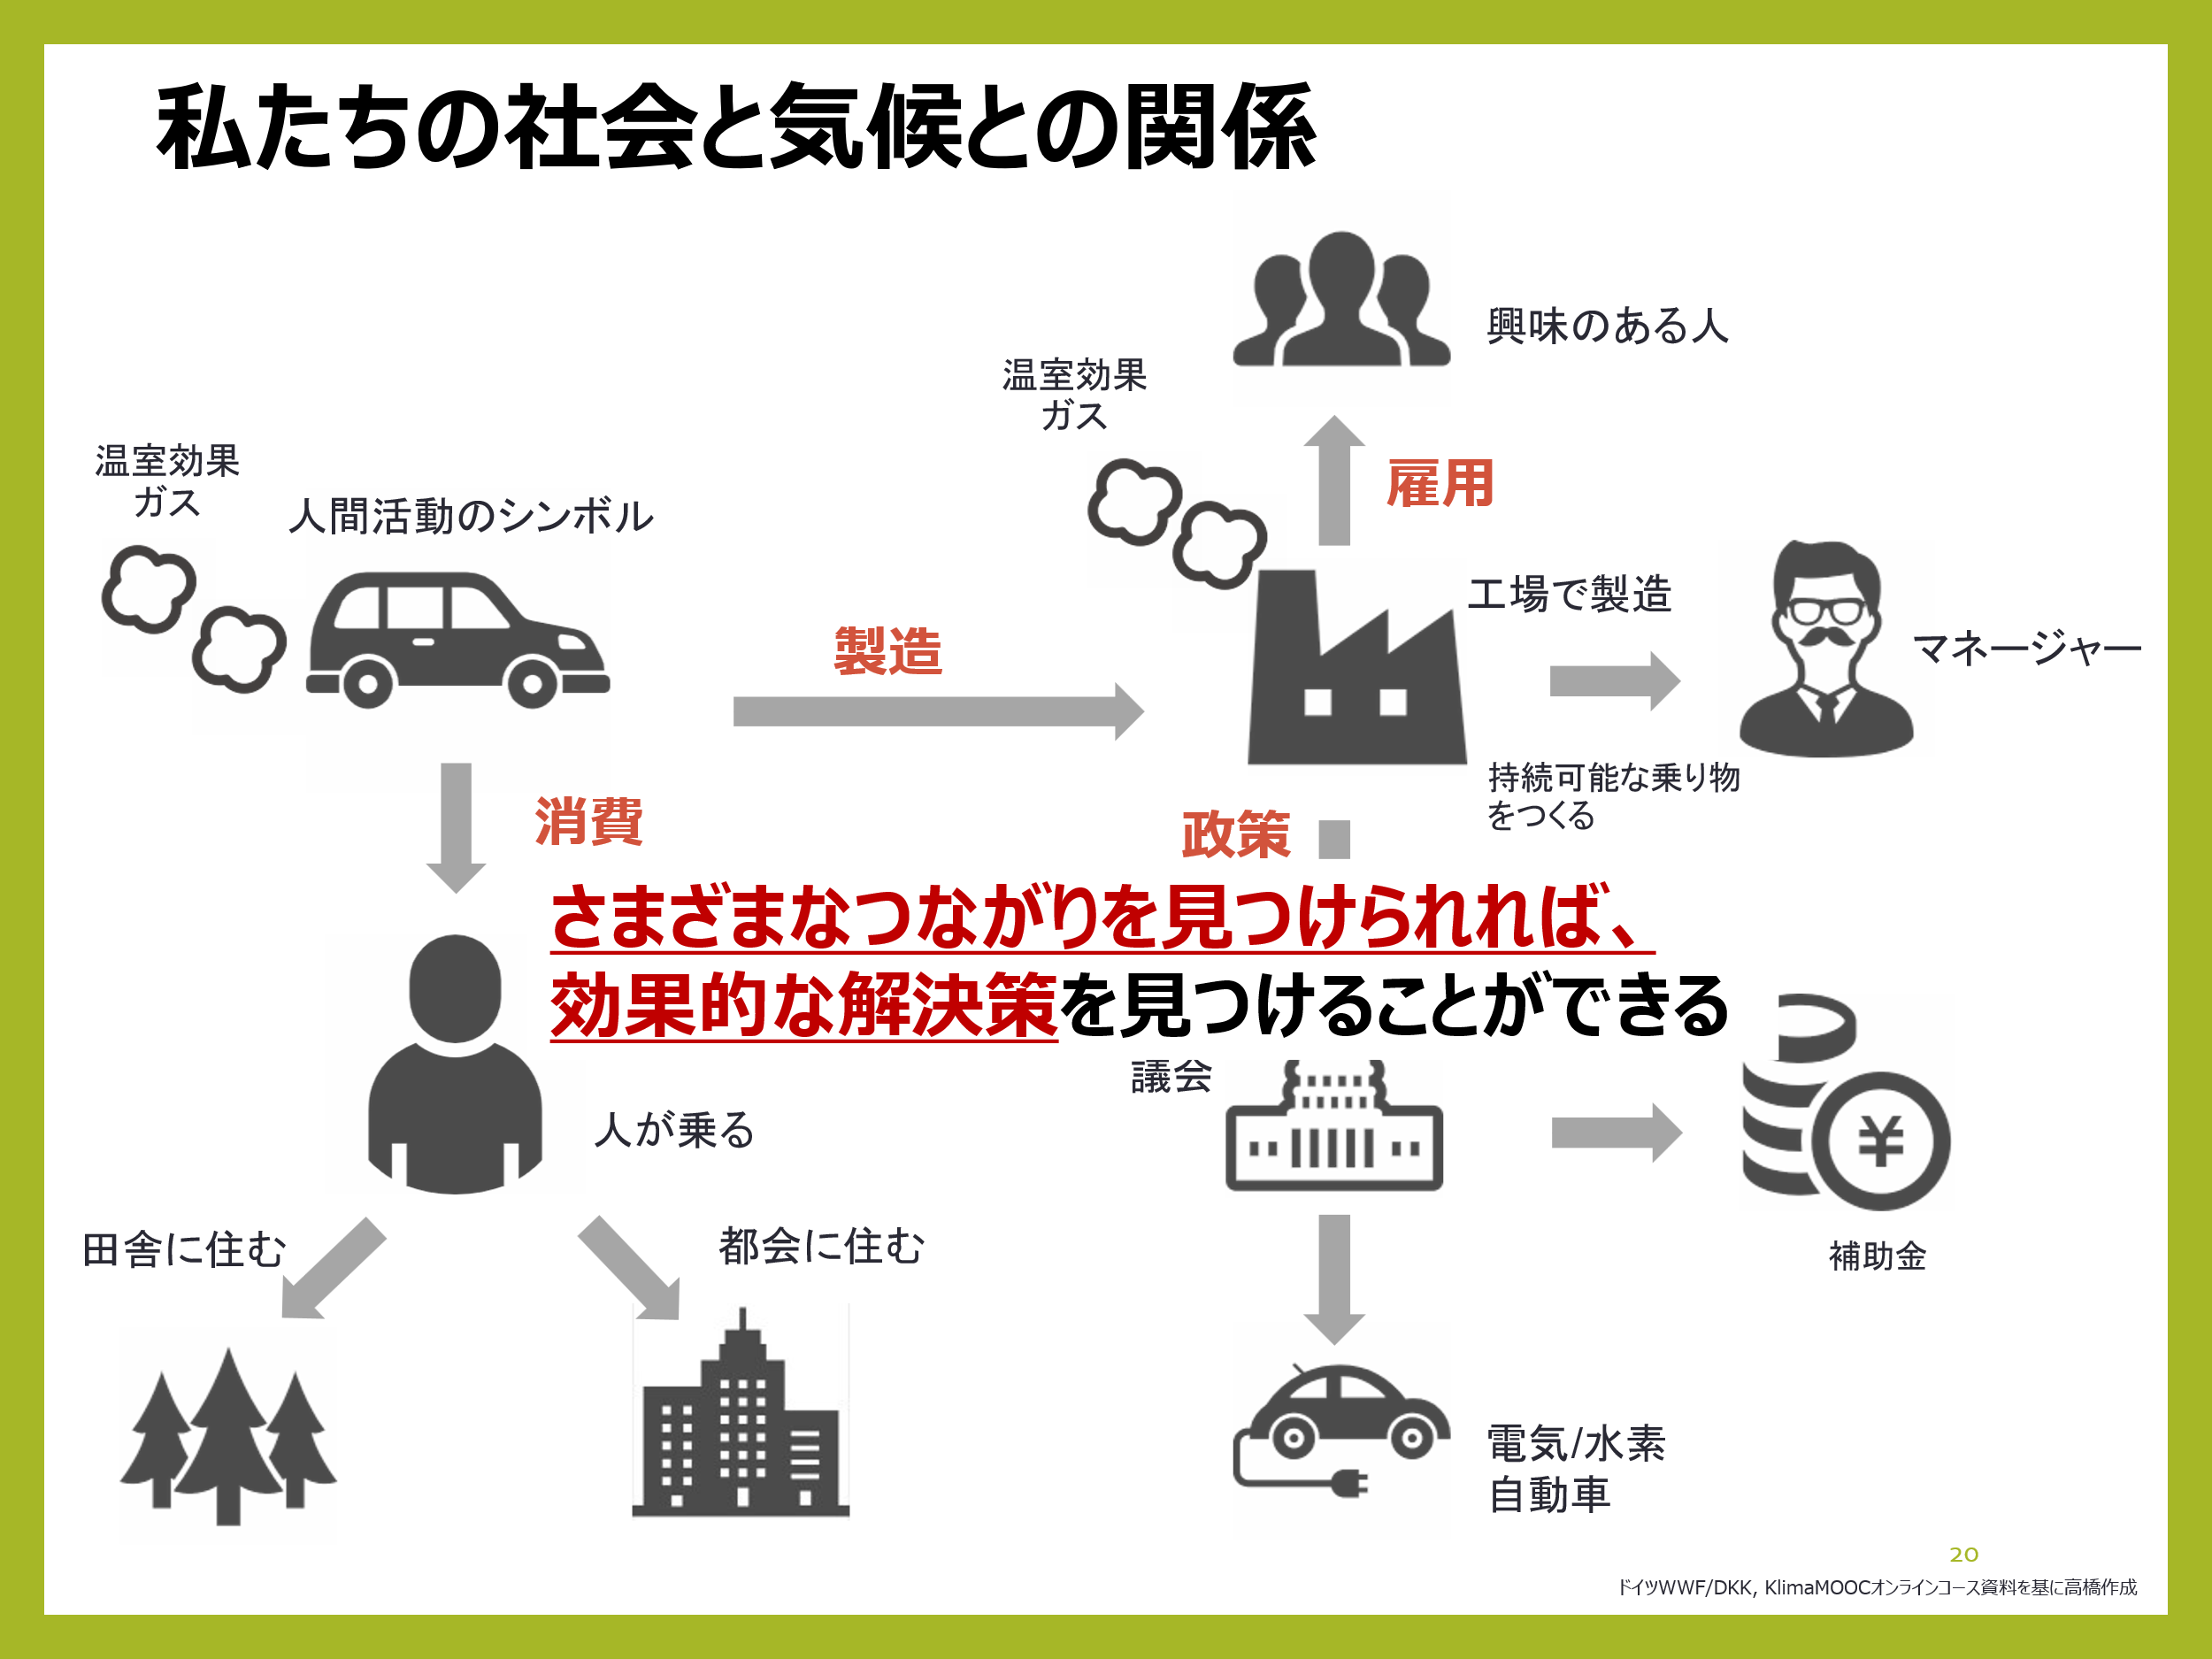 私たちの社会と気候との関係
興味のある人
温室効果
ガス
雇用
温室効果
ガス
人間活動のシンボル
製造
工場で製造
マネージャー
持続可能な乗り物
をつくる
消費
政策
さまざまなつながりを見つけられれば、
効果的な解決策を見つけることができる
議会
人が乗る
¥
田舎に住む
都会に住む
補助金
電気/水素
自動車
20
ドイツWWF/DKK, KlimaMOOCオンラインコース資料を基に高橋作成